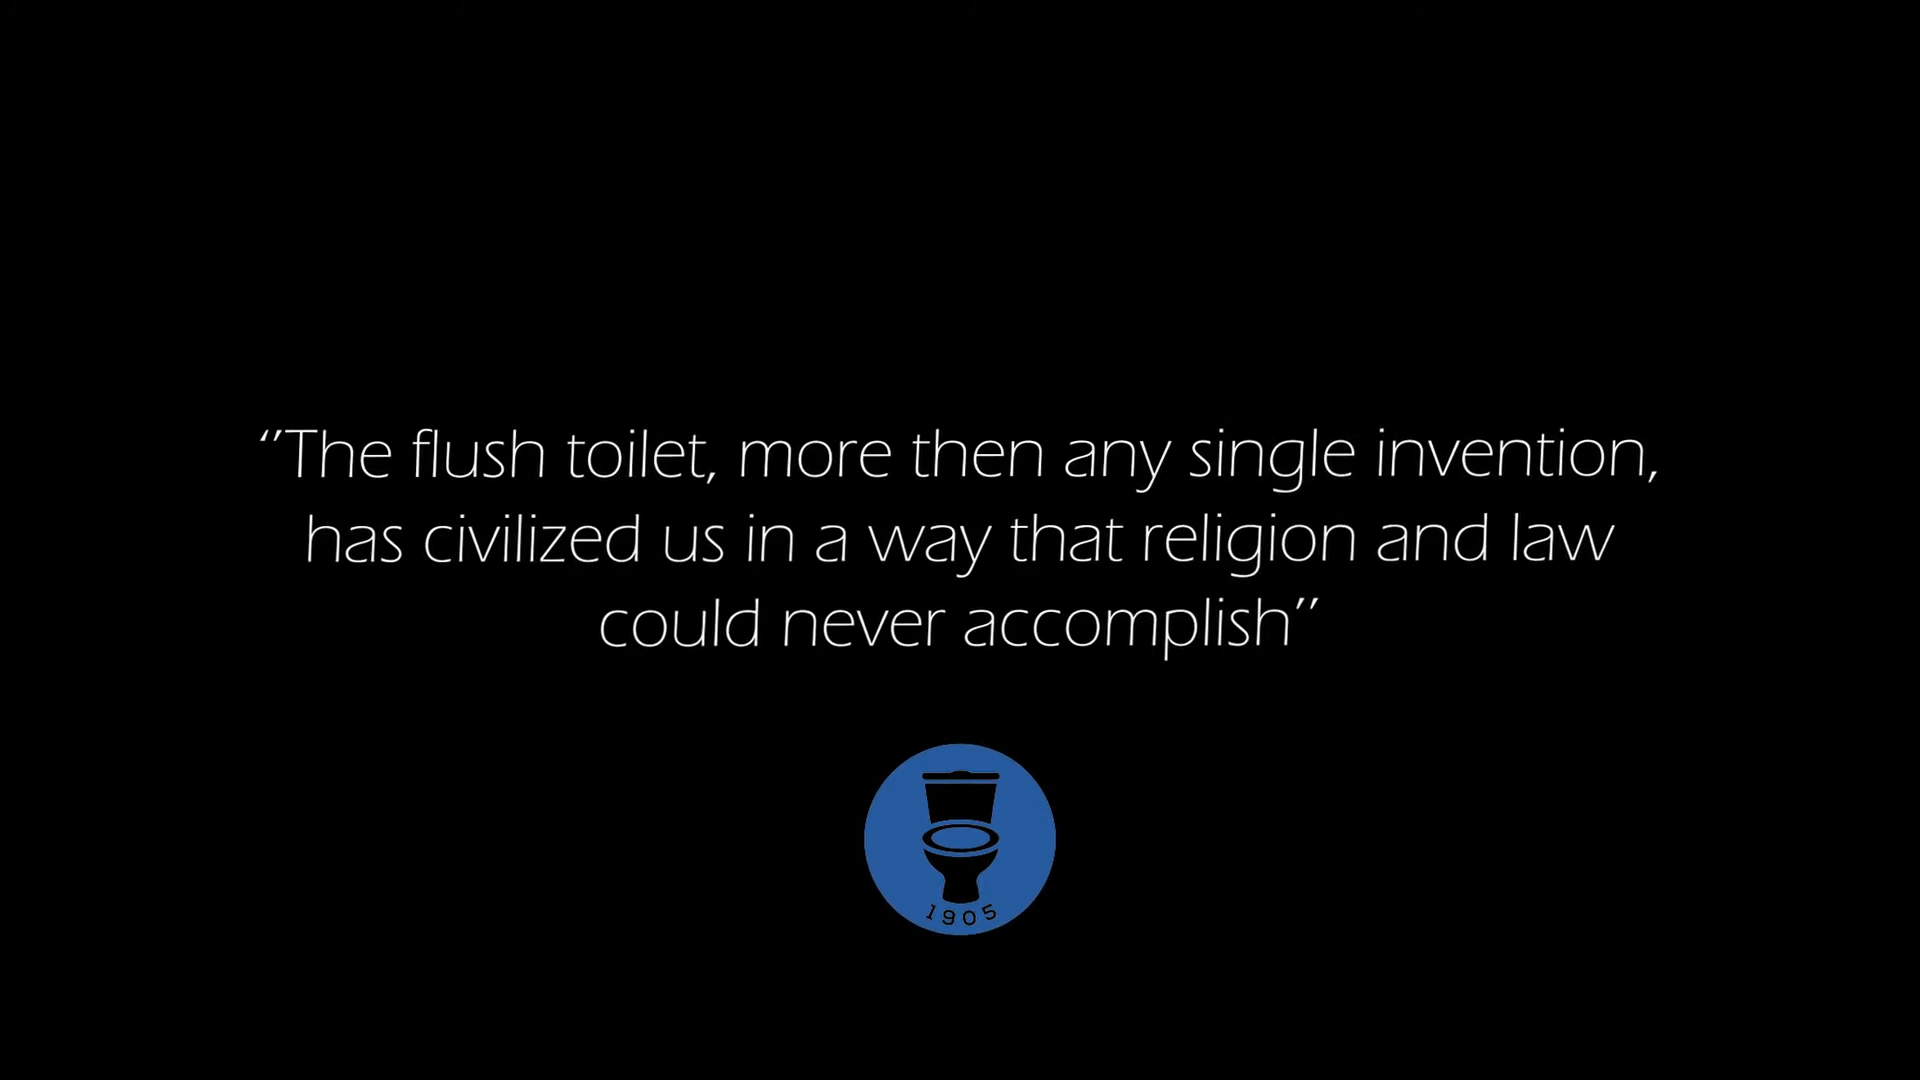 “The flush toilet, more then any single invention,
has civilized us in a way that religion and law
could never accomplish”
1905